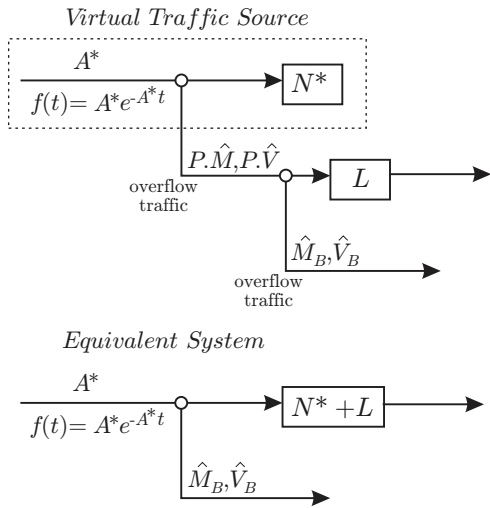 Virtual Traffic Source
A*
f(t)= A*e^-A*t
N*
P.M̂,P.V̂
overflow
traffic
L
M̂_B,V̂_B
overflow
traffic
Equivalent System
A*
f(t)= A*e^-A*t
N* +L
M̂_B,V̂_B